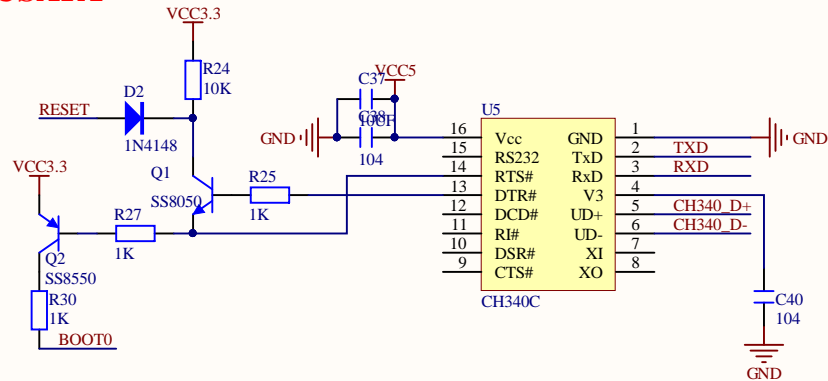 VCC3.3
D2
R24
10K
RESET
1N4148
VCC5
C37
10UF
C38
104
GND
U5
16 Vcc GND 1
15 RS232 TxD 2 TXD
14 RTS# RxD 3 RXD
13 DTR# V3 4
12 DCD# UD+ 5 CH340_D+
11 RI# UD- 6 CH340_D-
10 DSR# XI 7
9 CTS# XO 8
CH340C
GND
VCC3.3
Q1
SS8050
R25
1K
R27
1K
Q2
SS8550
R30
1K
BOOT0
C40
104
GND